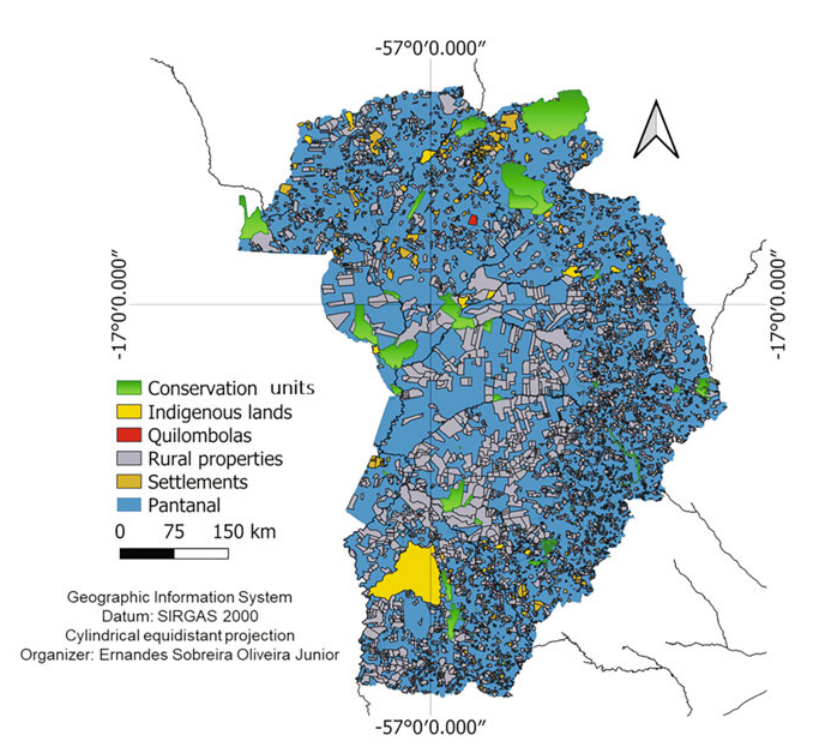 -57°0′0.000″
-17°0′0.000″
-17°0′0.000″
Conservation units
Indigenous lands
Quilombolas
Rural properties
Settlements
Pantanal
0 75 150 km
Geographic Information System
Datum: SIRGAS 2000
Cylindrical equidistant projection
Organizer: Ernandes Sobreira Oliveira Junior
-57°0′0.000″